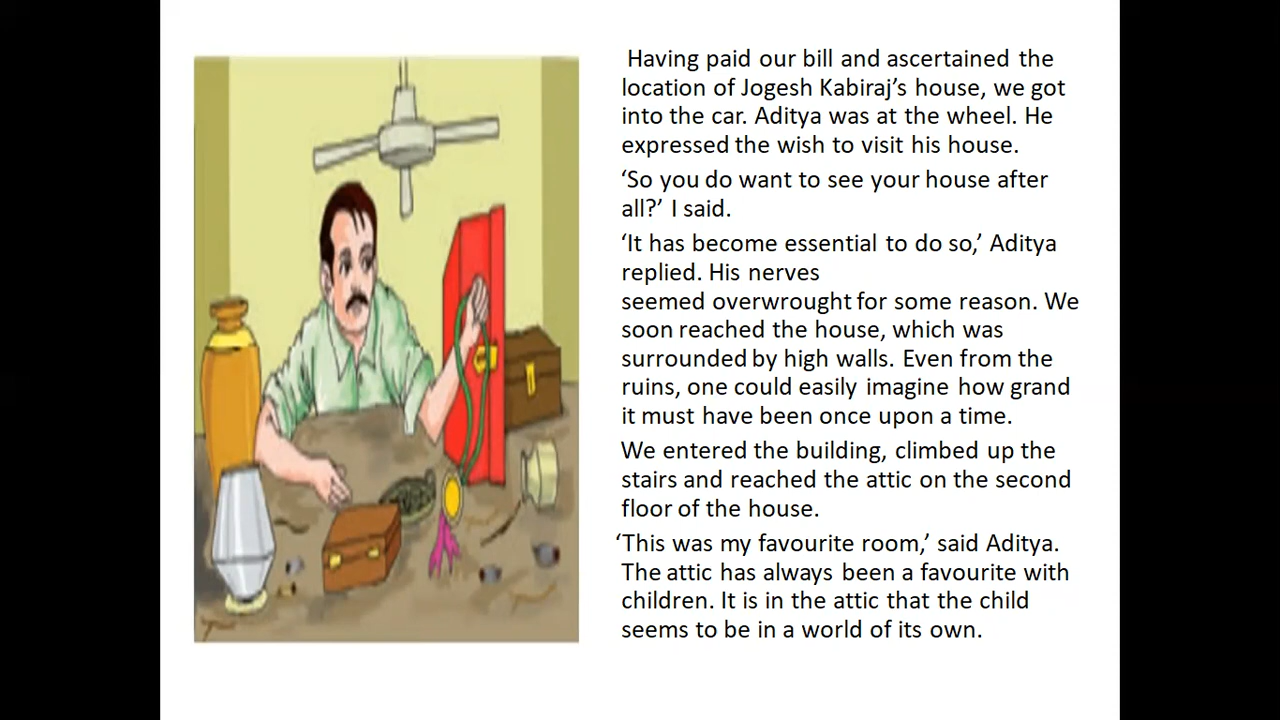 Having paid our bill and ascertained the
location of Jogesh Kabiraj’s house, we got
into the car. Aditya was at the wheel. He
expressed the wish to visit his house.
‘So you do want to see your house after
all?’ I said.
‘It has become essential to do so,’ Aditya
replied. His nerves
seemed overwrought for some reason. We
soon reached the house, which was
surrounded by high walls. Even from the
ruins, one could easily imagine how grand
it must have been once upon a time.
We entered the building, climbed up the
stairs and reached the attic on the second
floor of the house.
‘This was my favourite room,’ said Aditya.
The attic has always been a favourite with
children. It is in the attic that the child
seems to be in a world of its own.